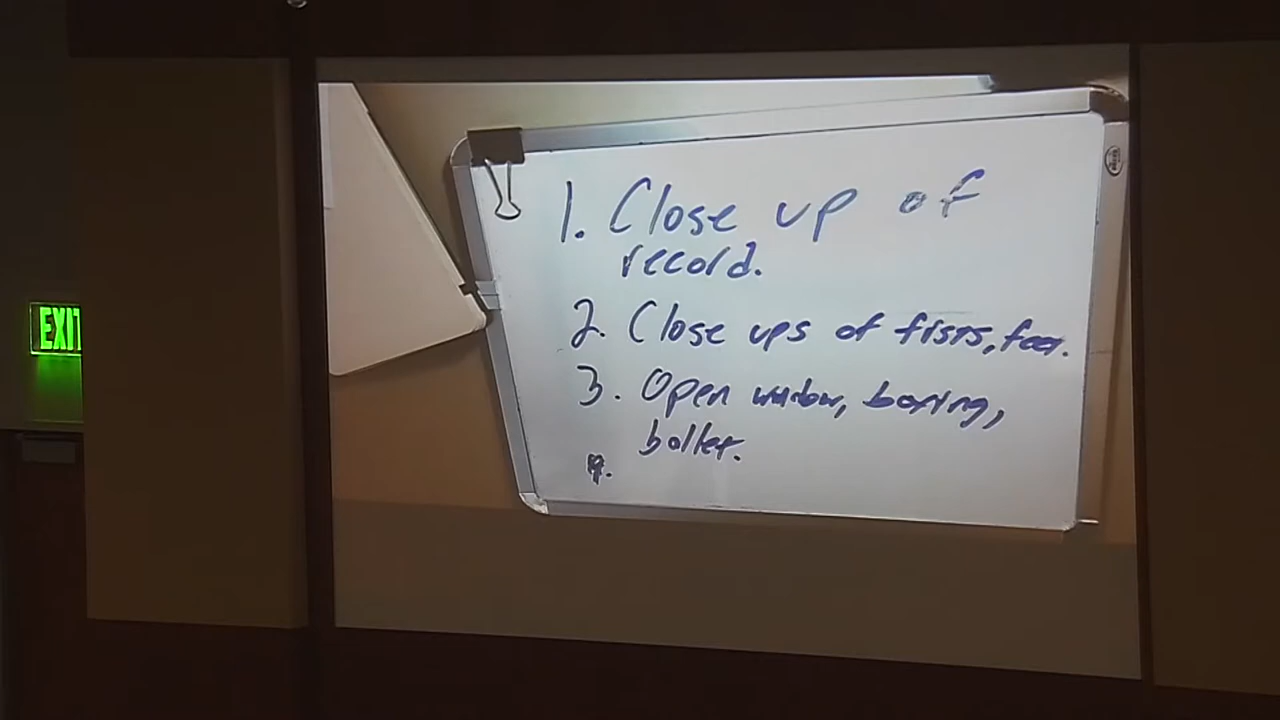 EXIT
1. Close up of
record.
2. Close ups of fists, feet.
3. Open window, boxing,
ballet.
4.